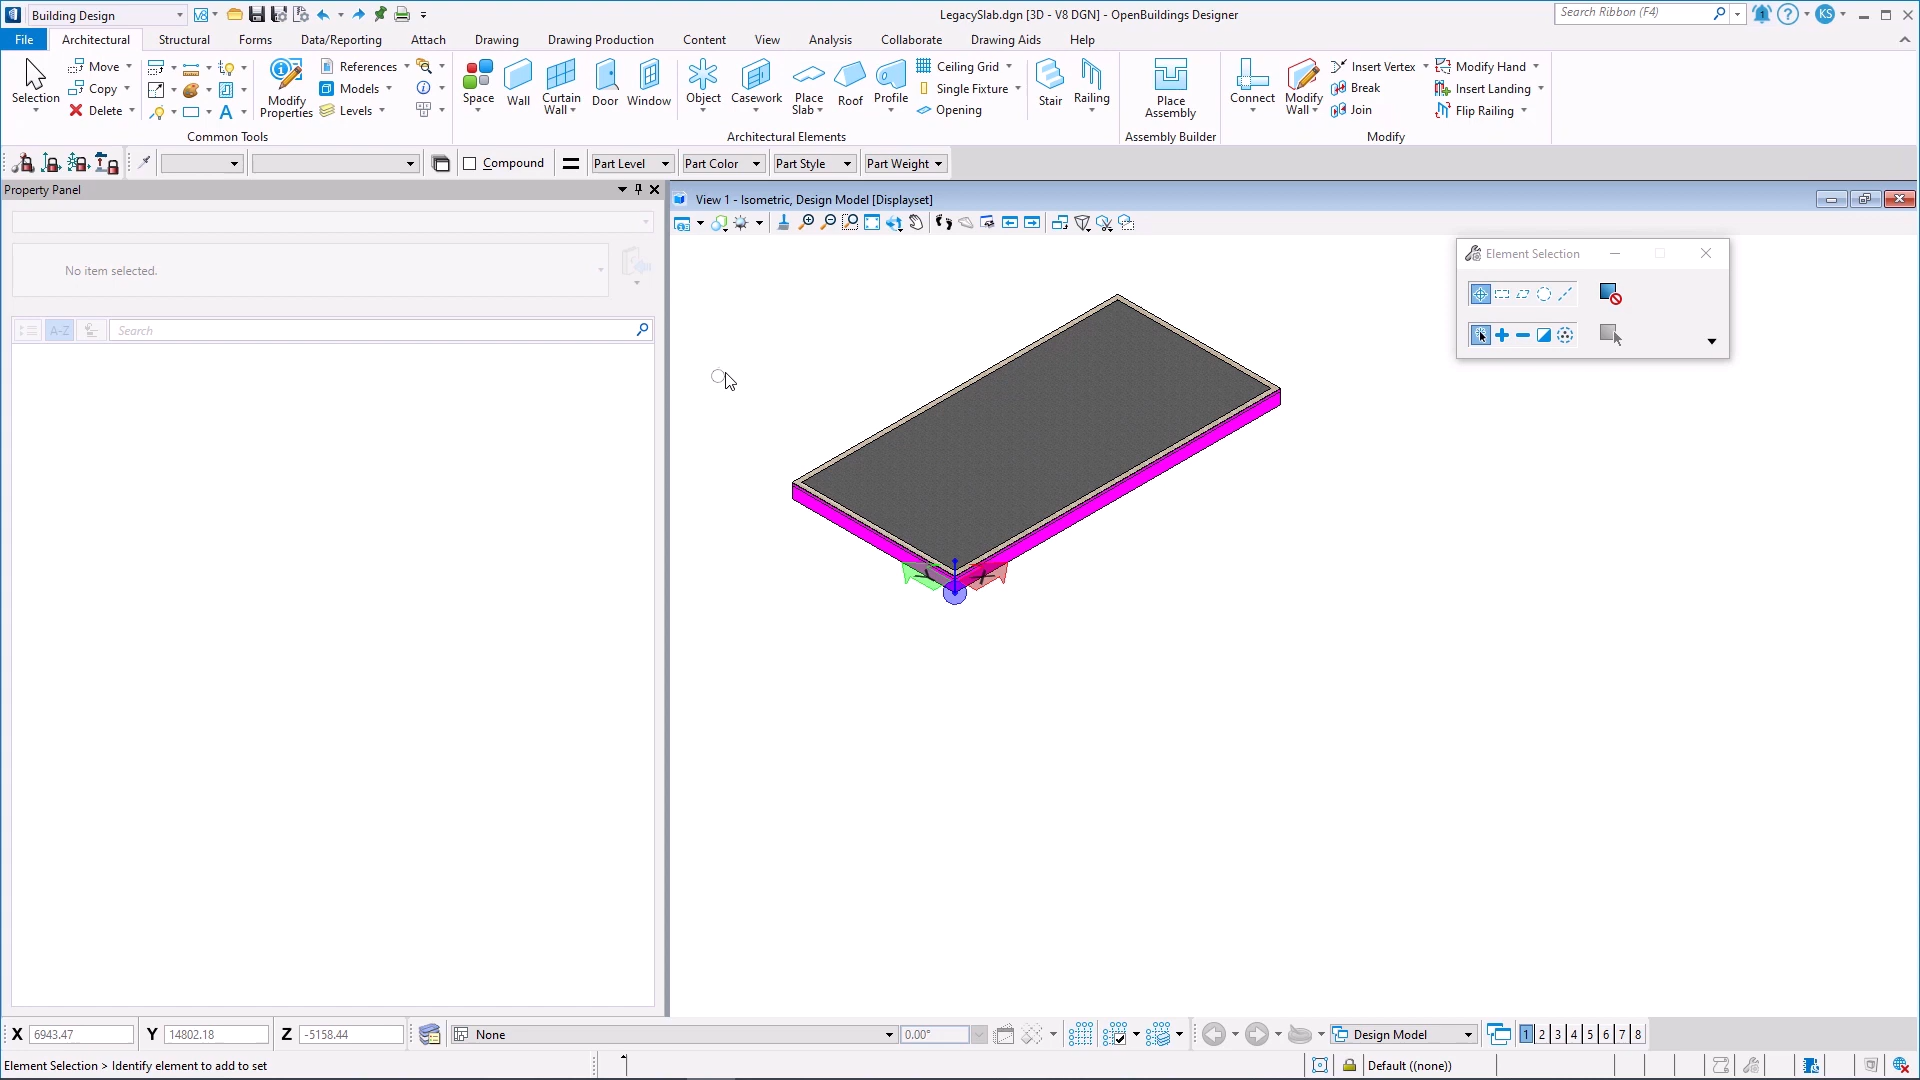 Building Design
LegacySlab.dgn [3D - V8 DGN] - OpenBuildings Designer
Search Ribbon (F4)
KS
File
Architectural
Structural
Forms
Data/Reporting
Attach
Drawing
Drawing Production
Content
View
Analysis
Collaborate
Drawing Aids
Help
Selection
Move
Copy
Delete
Modify Properties
References
Models
Levels
Common Tools
Space
Wall
Curtain Wall
Door
Window
Object
Casework
Place Slab
Roof
Profile
Ceiling Grid
Single Fixture
Opening
Stair
Railing
Architectural Elements
Place Assembly
Assembly Builder
Connect
Modify Wall
Insert Vertex
Break
Join
Modify Hand
Insert Landing
Flip Railing
Modify
Compound
Part Level
Part Color
Part Style
Part Weight
Property Panel
No item selected.
A-Z
Search
View 1 - Isometric, Design Model [Displayset]
Element Selection
X 6943.47 Y 14802.18 Z -5158.44
None
0.00°
Design Model
1 2 3 4 5 6 7 8
Element Selection > Identify element to add to set
Default ((none))